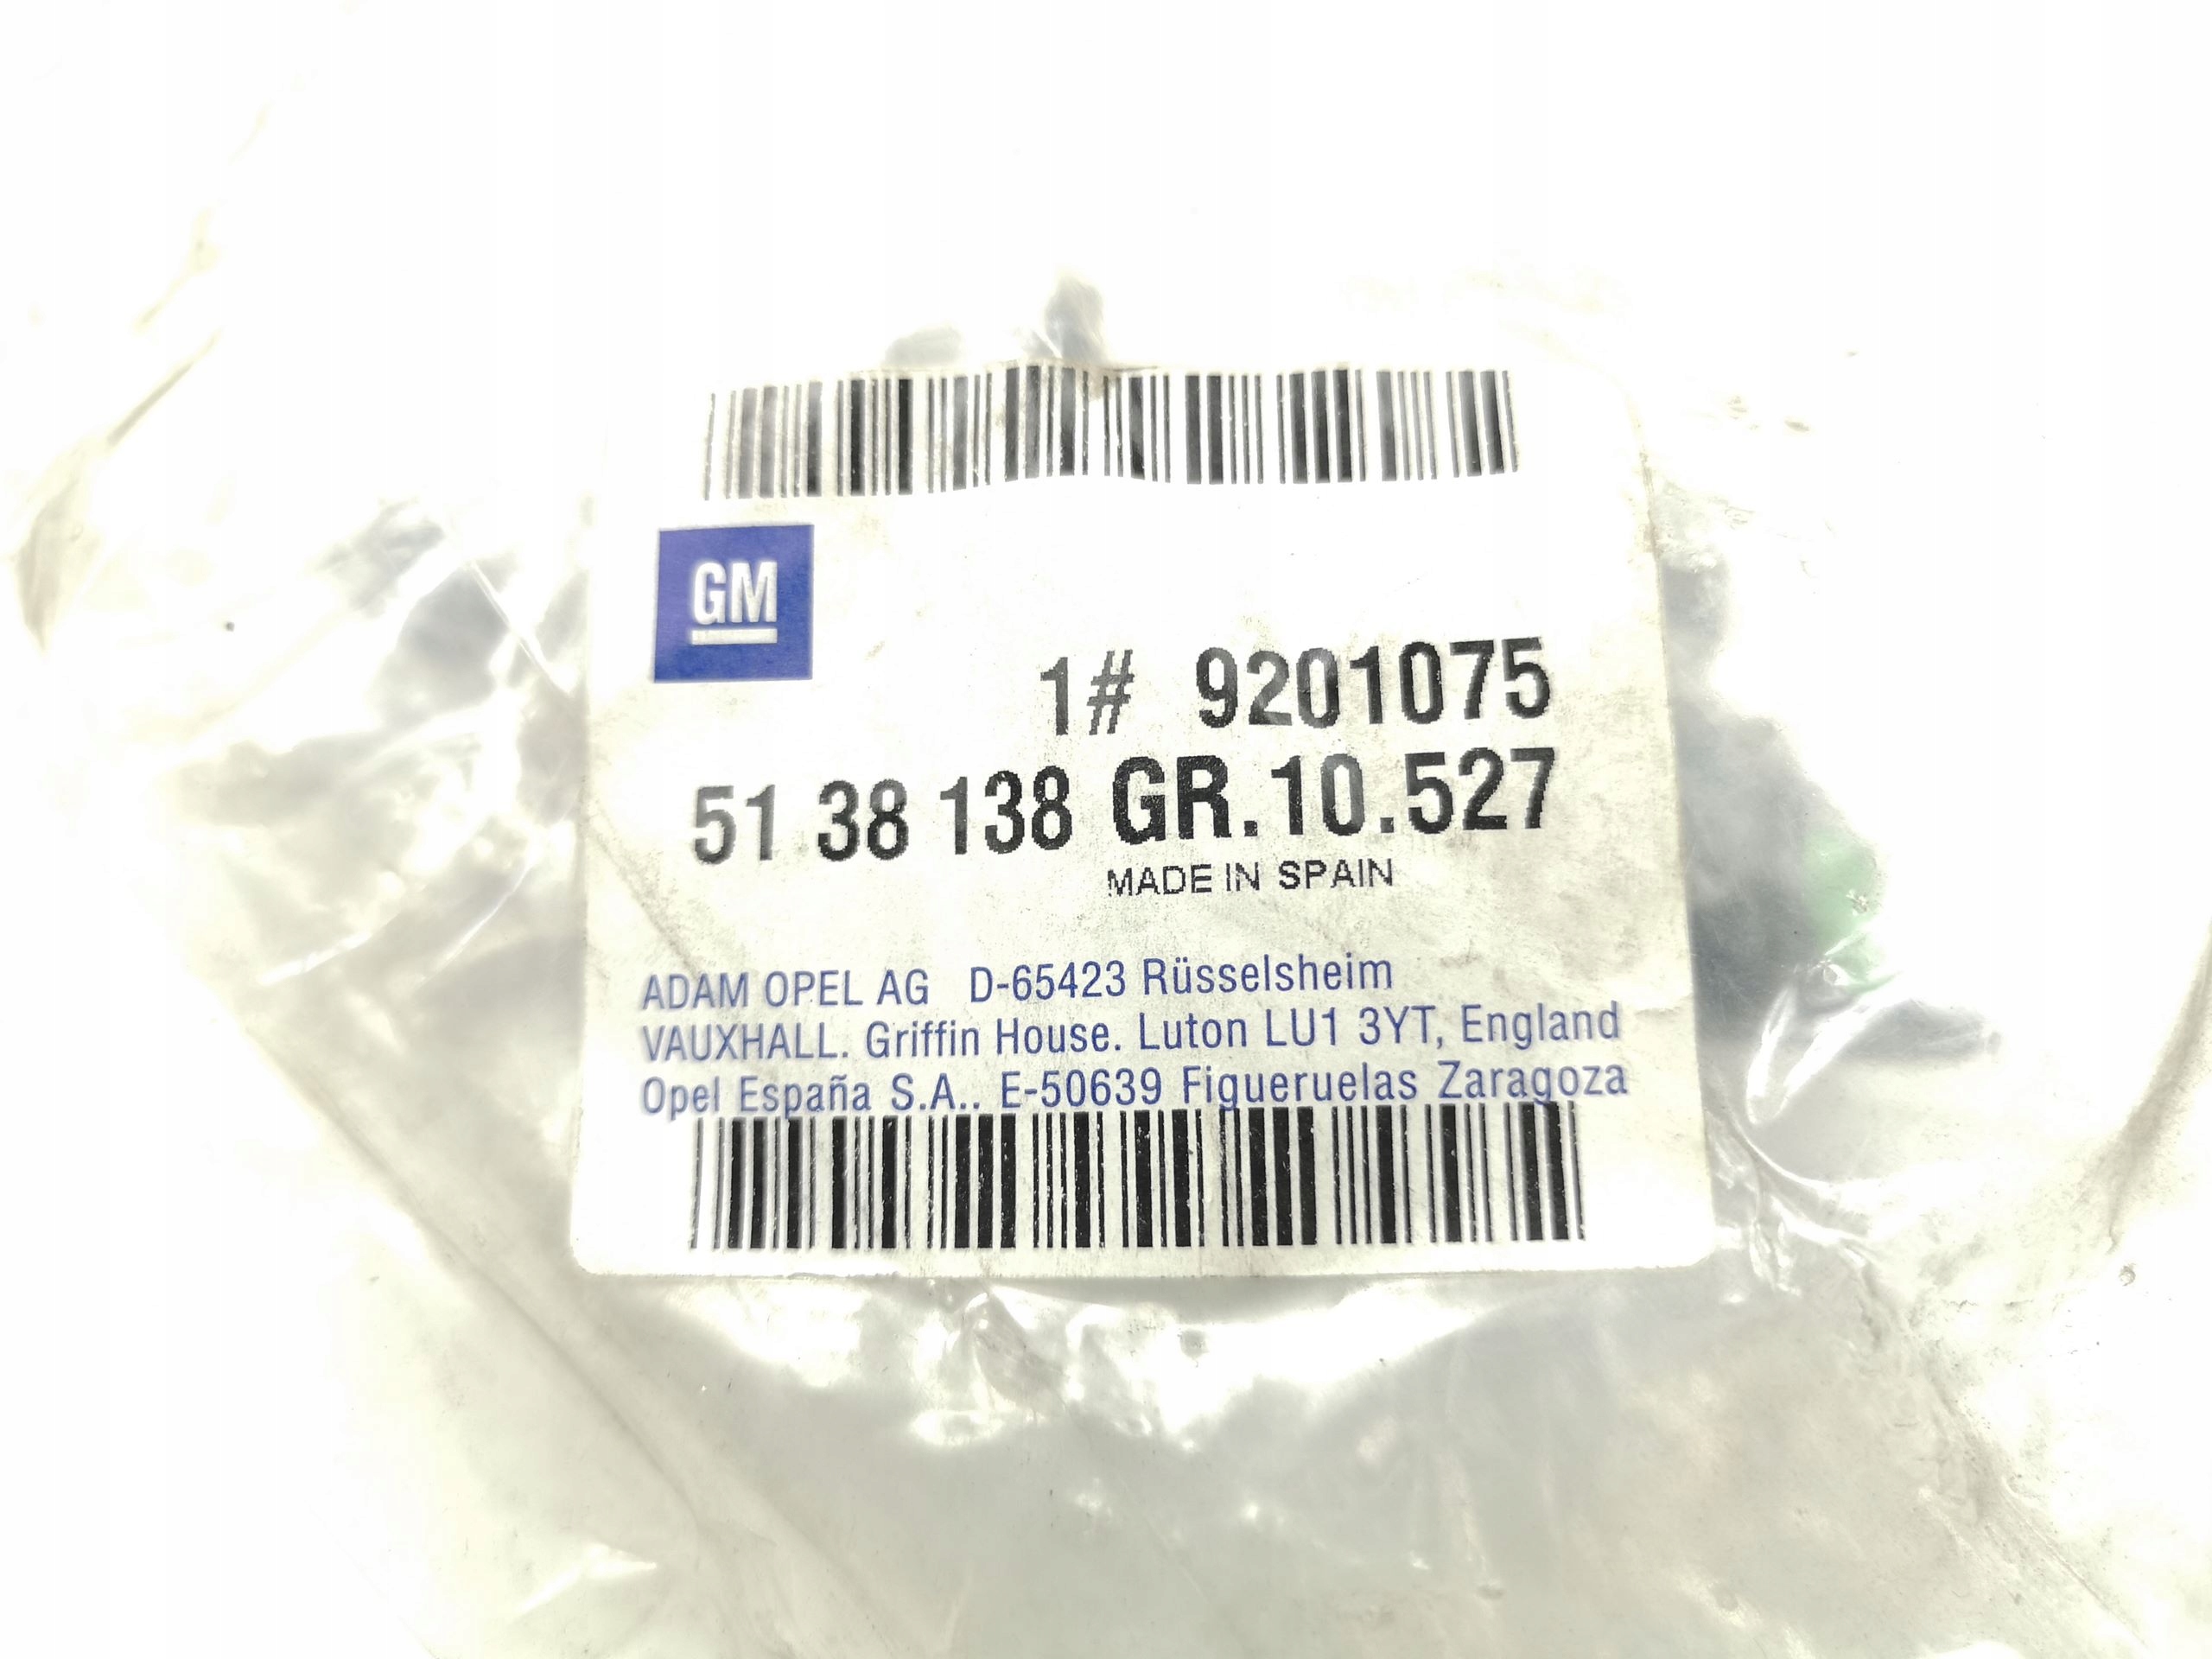 GM
1# 9201075
51 38 138 GR.10.527
MADE IN SPAIN
ADAM OPEL AG D-65423 Rüsselsheim
VAUXHALL. Griffin House. Luton LU1 3YT, England
Opel España S.A.. E-50639 Figueruelas Zaragoza